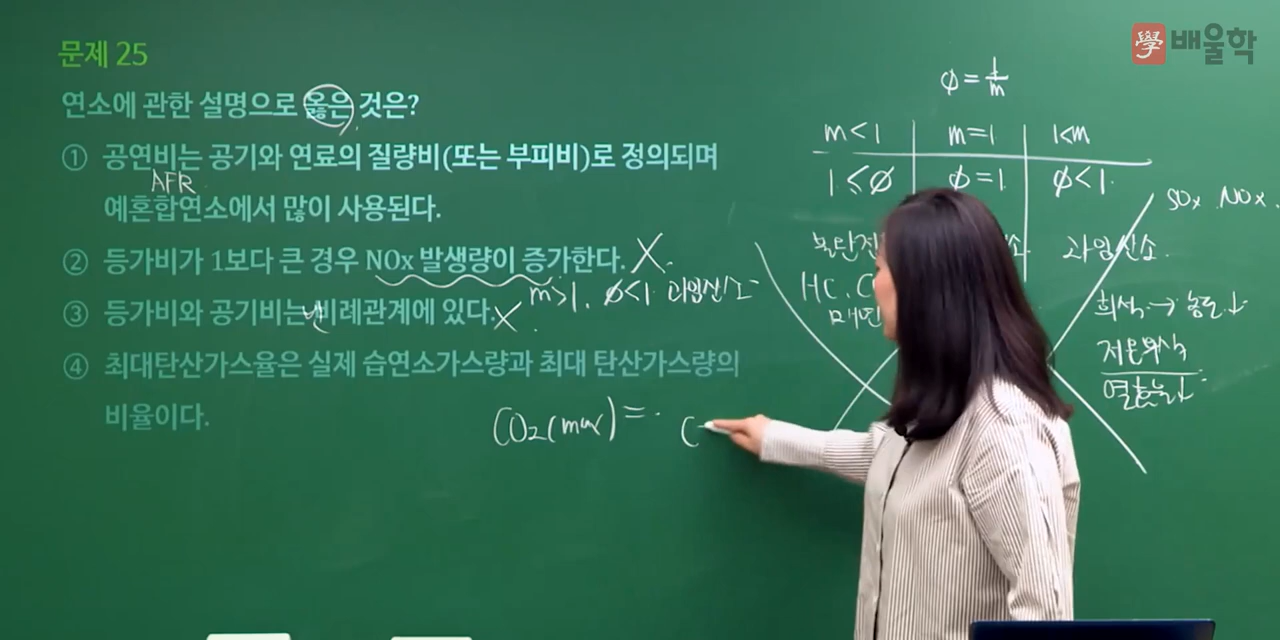 學 배울학
문제 25
연소에 관한 설명으로 옳은 것은?
① 공연비는 공기와 연료의 질량비(또는 부피비)로 정의되며
AFR
예혼합연소에서 많이 사용된다.
② 등가비가 1보다 큰 경우 NOx 발생량이 증가한다. X
m>1, φ<1 과잉산소
③ 등가비와 공기비는 반비례관계에 있다. X
④ 최대탄산가스율은 실제 습연소가스량과 최대 탄산가스량의
비율이다.
CO₂(max) =
φ = 1/m
m<1 m=1 1<m
1≤φ φ=1 φ<1
과잉산소
SOx NOx
HC, C
희석 → 농도↓
저온부식
열효율↓